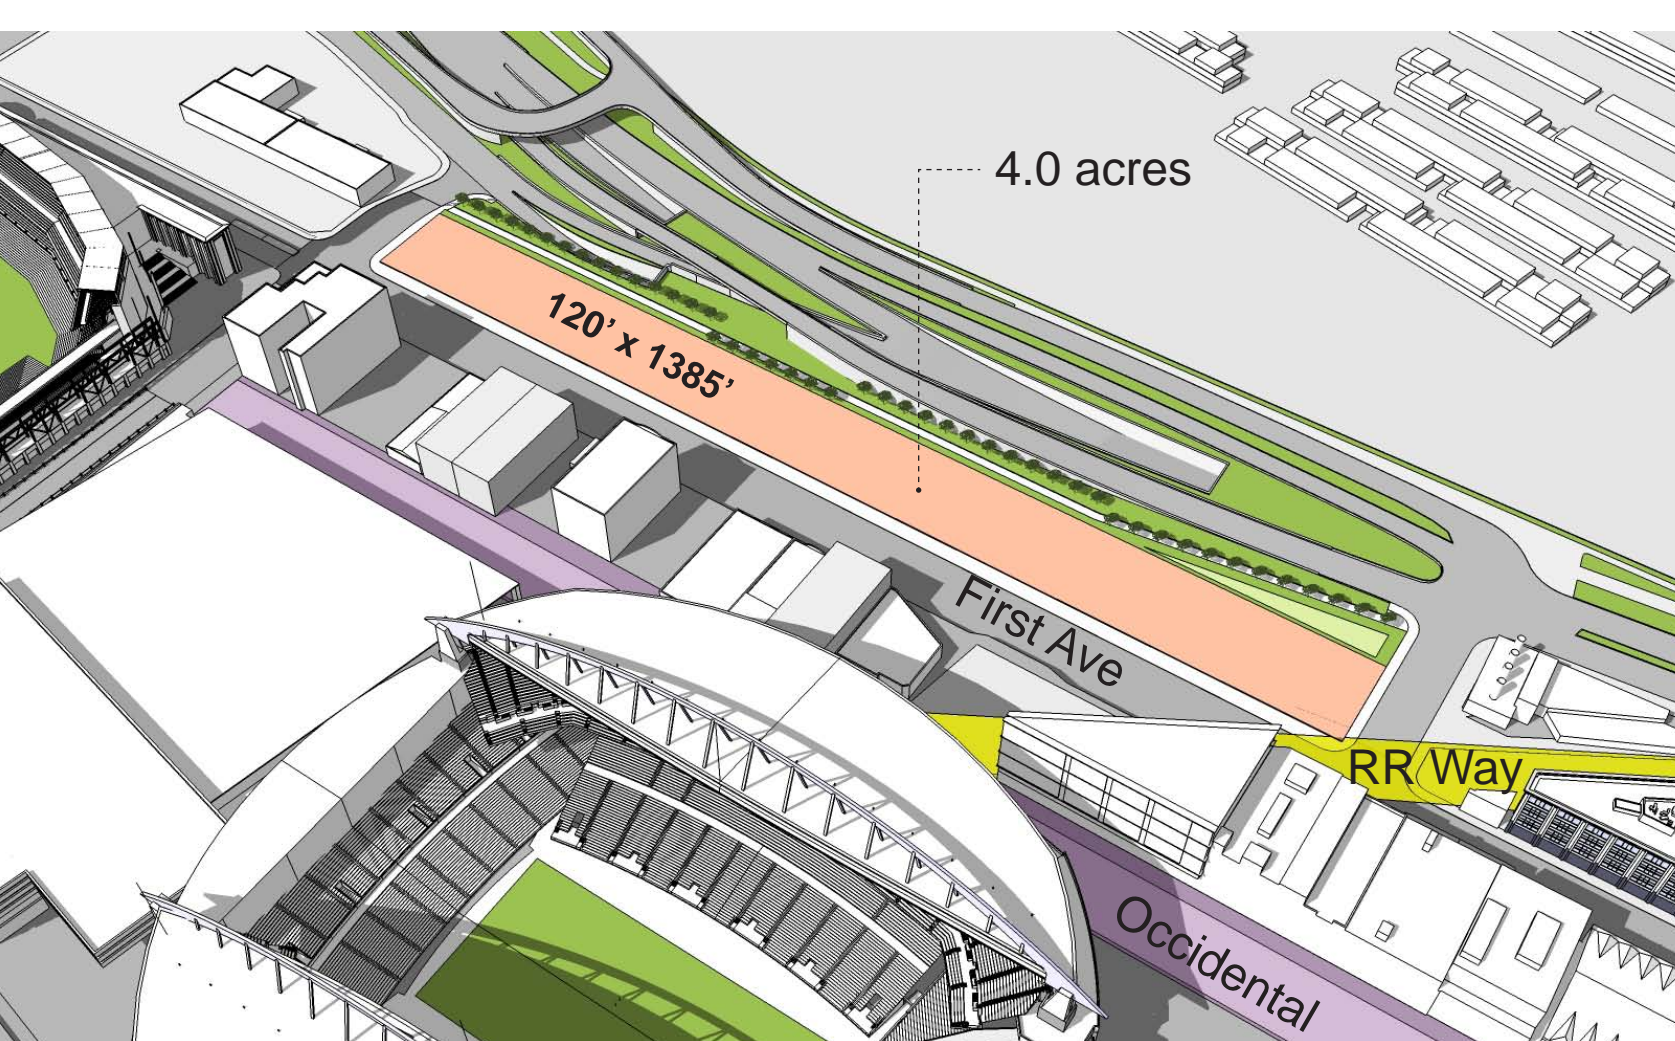 4.0 acres
120’ x 1385’
First Ave
RR Way
Occidental